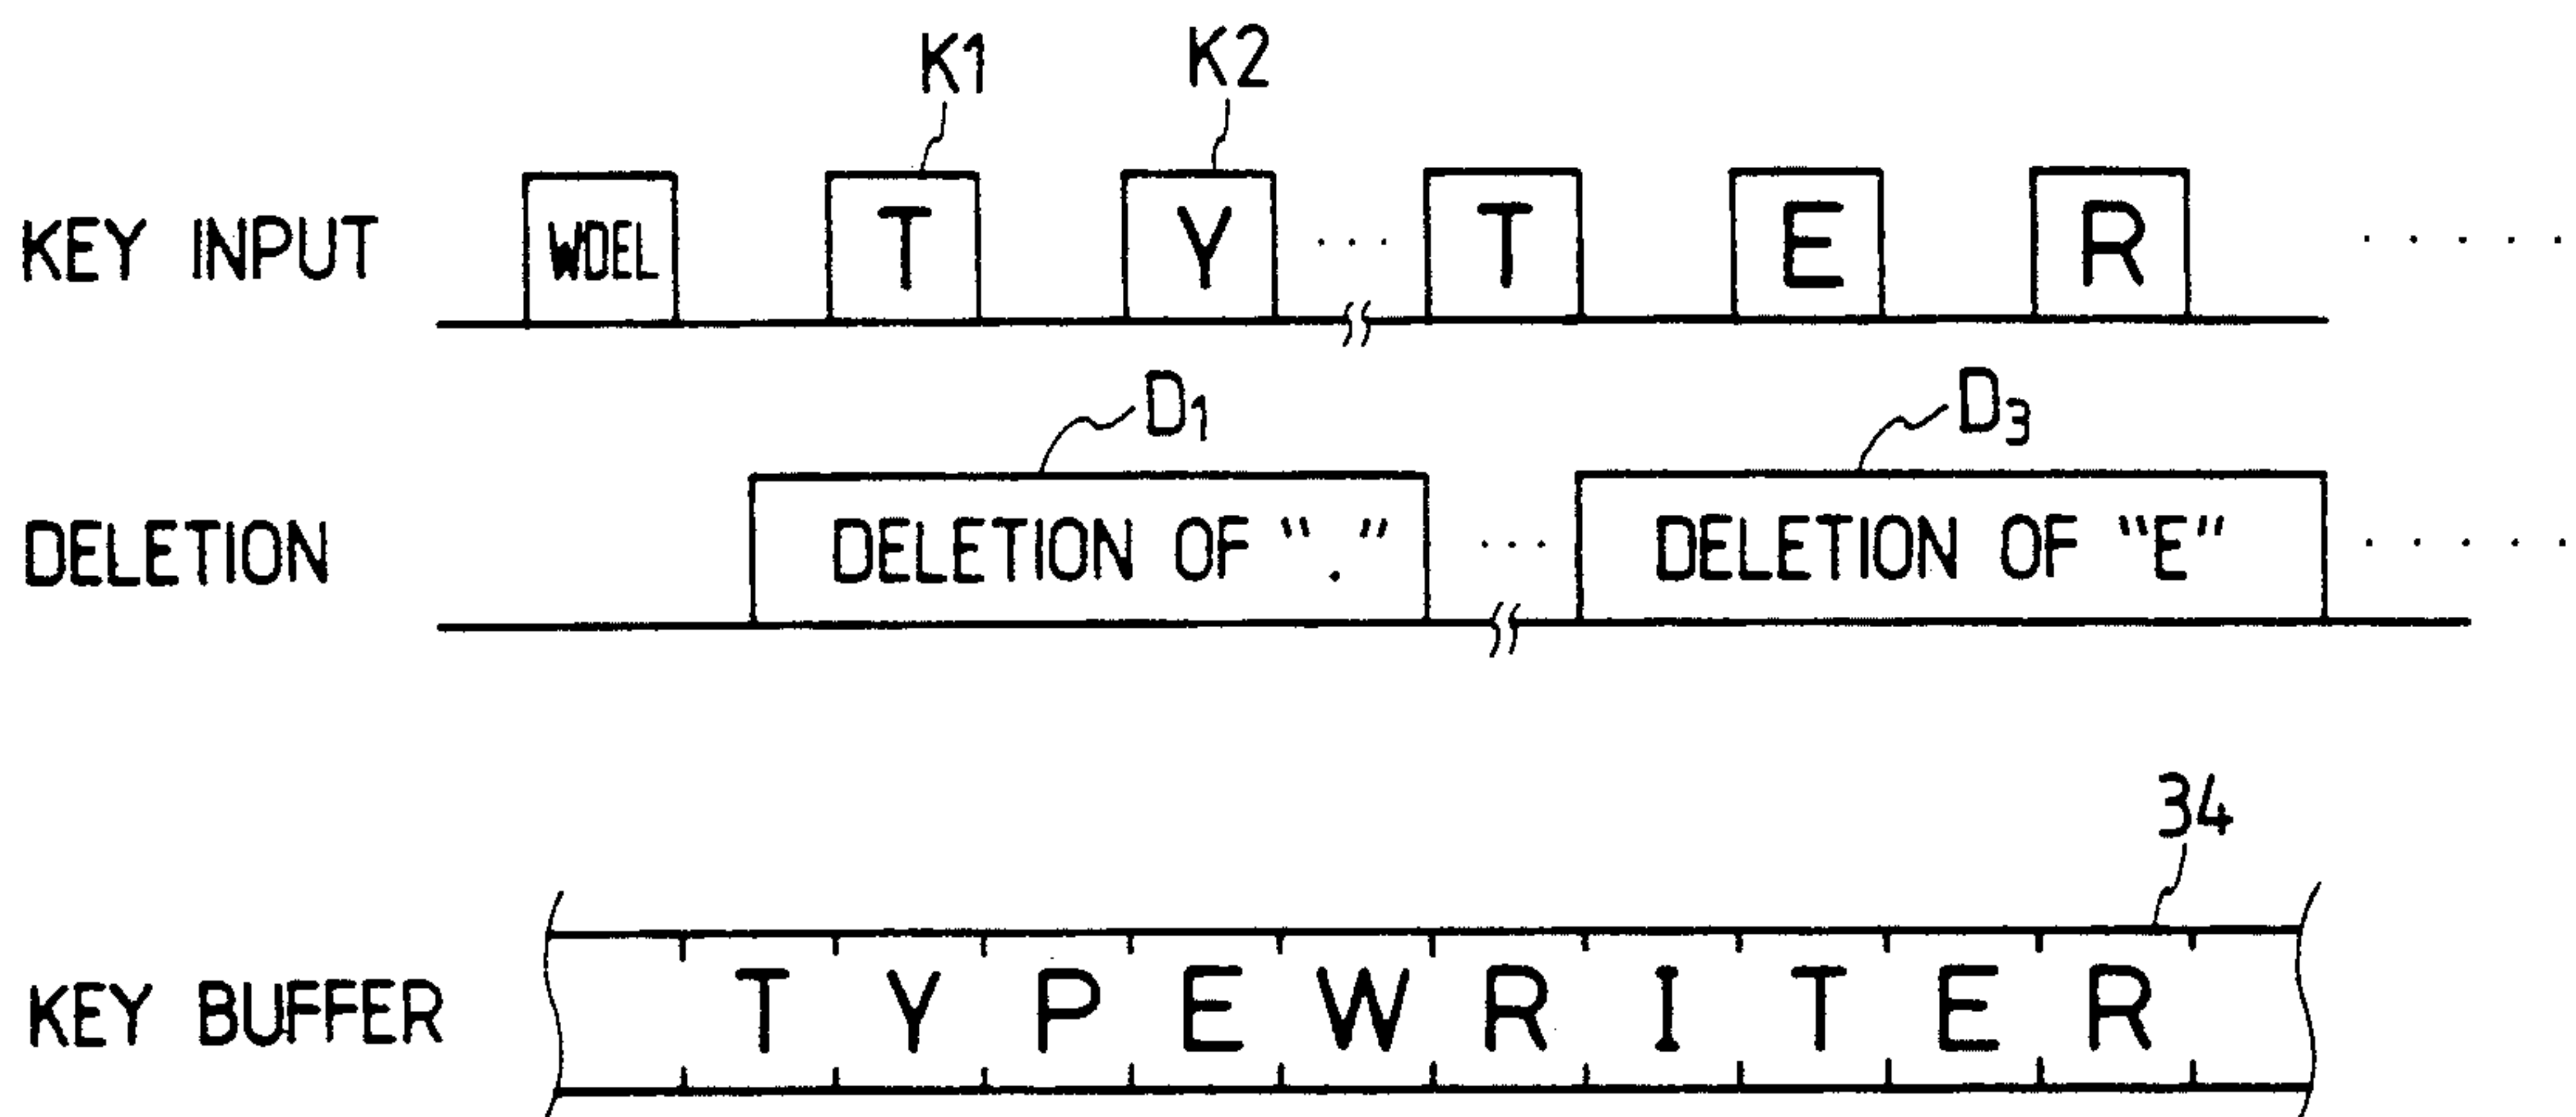 K1 K2
KEY INPUT WDEL T Y ... T E R .....
D1 D3
DELETION DELETION OF "." ... DELETION OF "E" .....
34
KEY BUFFER T Y P E W R I T E R